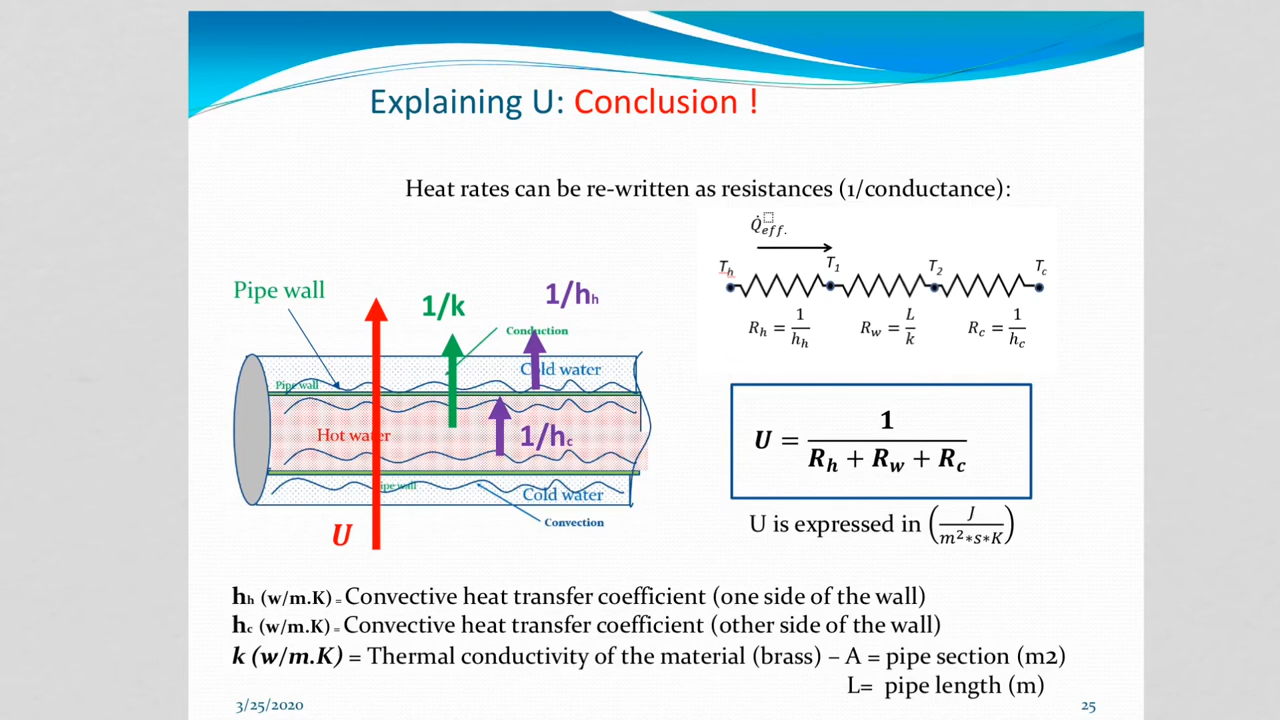 Explaining U: Conclusion !
Heat rates can be re-written as resistances (1/conductance):
Q̇eff.
Th T1 T2 Tc
Rh = 1/hh Rw = L/k Rc = 1/hc
Pipe wall
1/k
1/hh
Conduction
Cold water
Pipe wall
Hot water
1/hc
Pipe wall
Cold water
Convection
U
U = 1/(Rh + Rw + Rc)
U is expressed in (J/m²*s*K)
hh (w/m.K) = Convective heat transfer coefficient (one side of the wall)
hc (w/m.K) = Convective heat transfer coefficient (other side of the wall)
k (w/m.K) = Thermal conductivity of the material (brass) – A = pipe section (m2)
L= pipe length (m)
3/25/2020 25